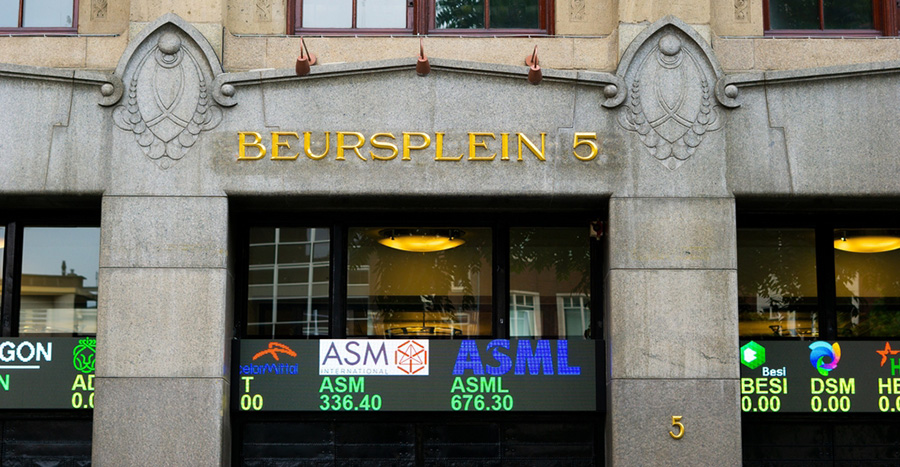 BEURSPLEIN 5
GON
N
AD
0.0
celorMittal
T
00
ASM
INTERNATIONAL
ASM
336.40
ASML
ASML
676.30
5
Besi
BESI
0.00
DSM
0.00
H
HE
0.0